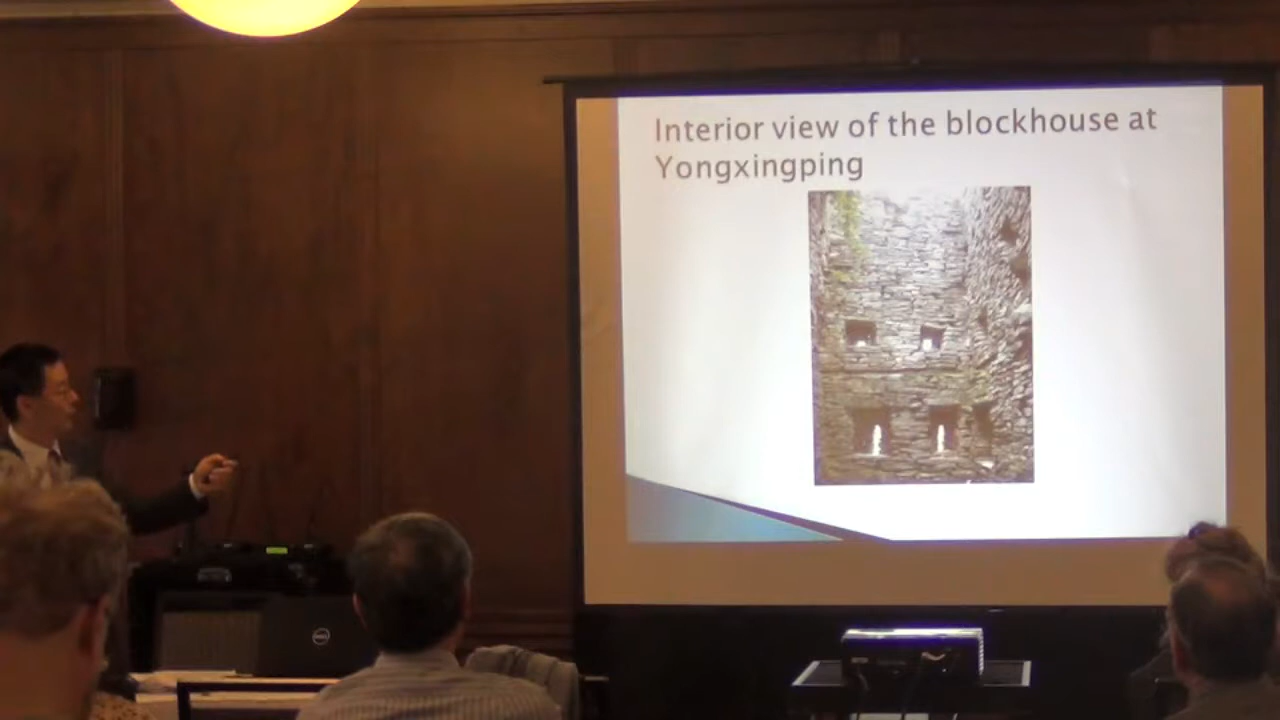 Interior view of the blockhouse at
Yongxingping
DELL